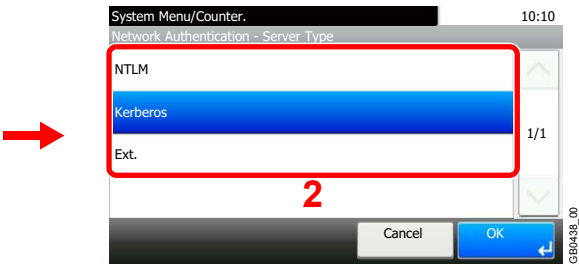 System Menu/Counter.
10:10
Network Authentication - Server Type
NTLM
Kerberos
1/1
Ext.
2
Cancel
OK
GB0438_00